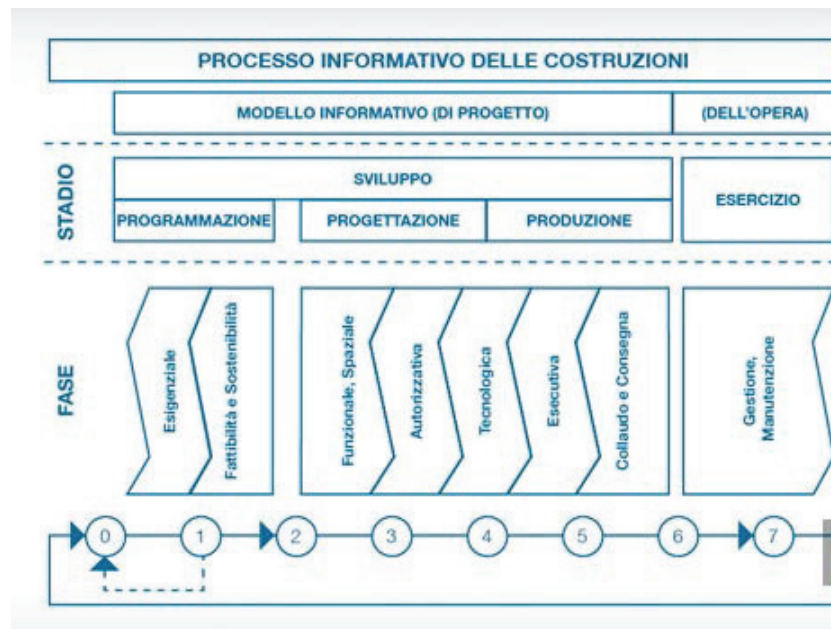 PROCESSO INFORMATIVO DELLE COSTRUZIONI
MODELLO INFORMATIVO (DI PROGETTO)
(DELL'OPERA)
STADIO
SVILUPPO
ESERCIZIO
PROGRAMMAZIONE
PROGETTAZIONE
PRODUZIONE
FASE
Esigenziale
Fattibilità e Sostenibilità
Funzionale, Spaziale
Autorizzativa
Tecnologica
Esecutiva
Collaudo e Consegna
Gestione,
Manutenzione
0
1
2
3
4
5
6
7